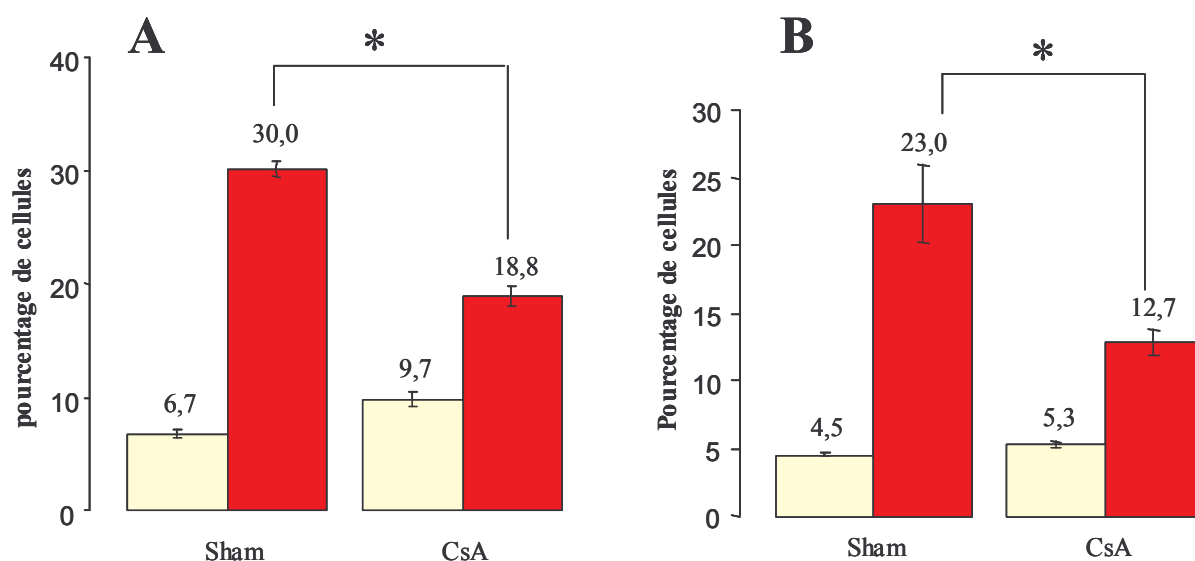 A
*
40
30
20
10
0
pourcentage de cellules
30,0
18,8
9,7
6,7
Sham
CsA
B
*
30
25
20
15
10
5
0
Pourcentage de cellules
23,0
12,7
4,5
5,3
Sham
CsA